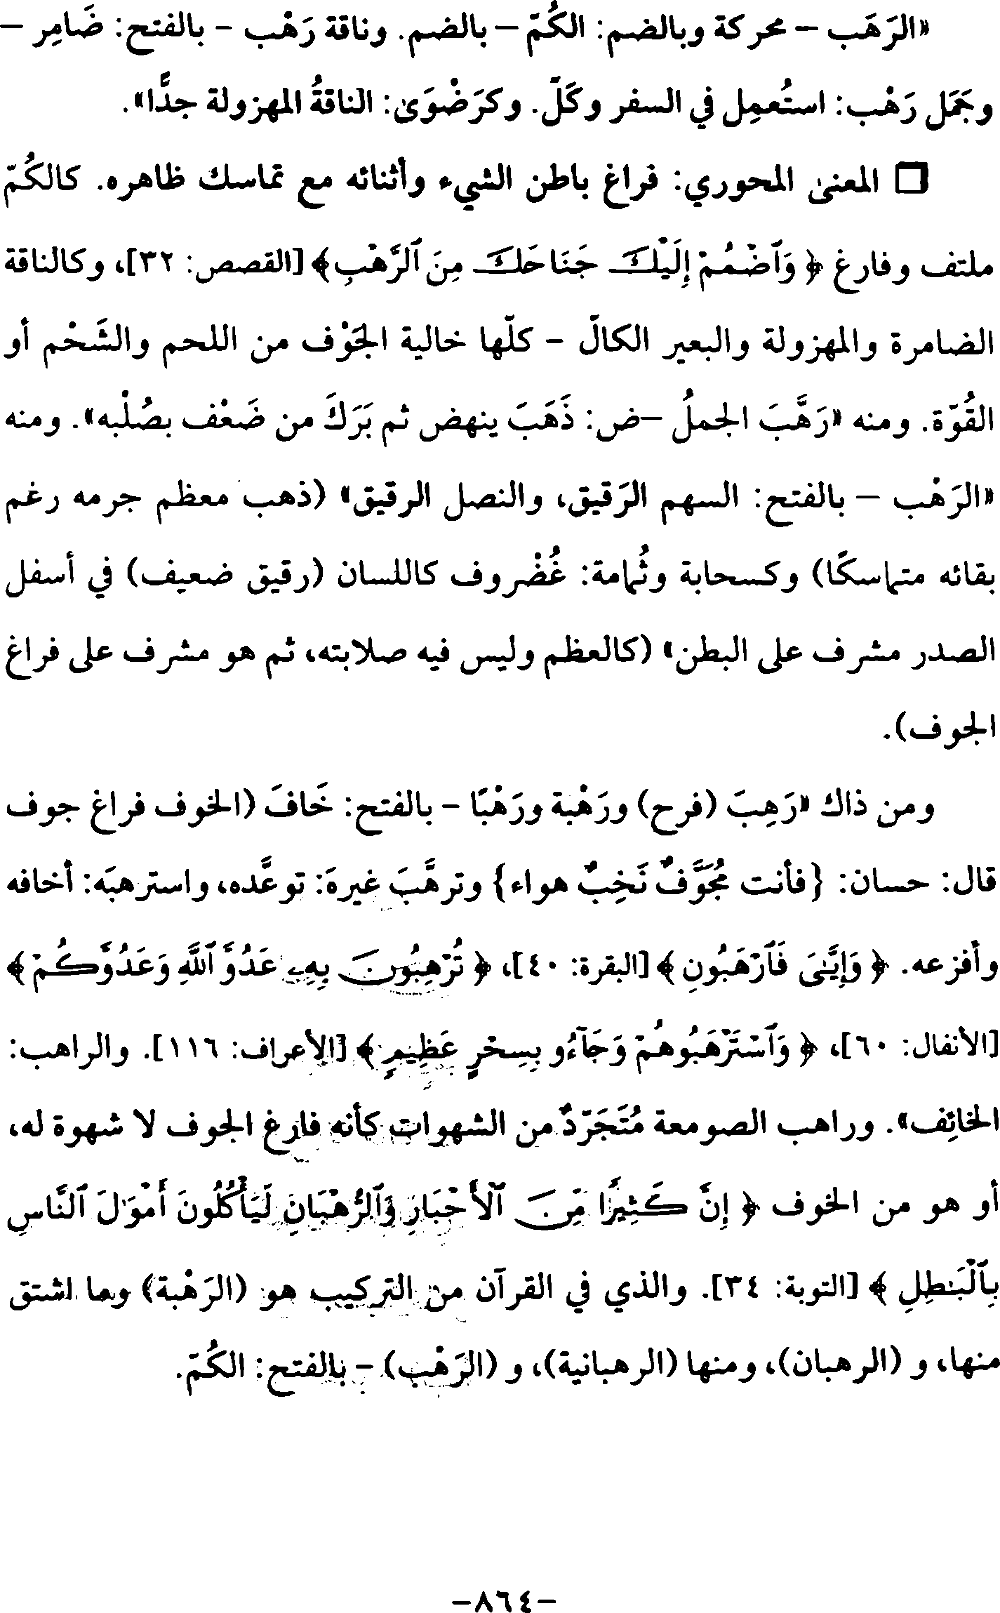 «الرَهَب – محركة وبالضم: الكُمّ – بالضم. وناقة رَهْب – بالفتح: ضَامِر –
وجَمَل رَهْب: استُعمِل في السفر وكَلّ. وكرَضْوَىٰ: الناقةُ المهزولة جدًّا».
□ المعنىٰ المحوري: فراغ باطن الشيء وأثنائه مع تماسك ظاهره. كالكُمّ
ملتف وفارغ ﴿ وَٱضْمُمْ إِلَيْكَ جَنَاحَكَ مِنَ ٱلرَّهْبِ ﴾ [القصص: ٣٢]، وكالناقة
الضامرة والمهزولة والبعير الكالّ – كلّها خالية الجَوْف من اللحم والشَحْم أو
القُوّة. ومنه «رَهَّبَ الجملُ –ض: ذَهَبَ ينهض ثم بَرَكَ من ضَعْف بصُلْبه». ومنه
«الرَهْب – بالفتح: السهم الرَقيق، والنصل الرقيق» (ذهب معظم جرمه رغم
بقائه متماسكًا) وكسحابة وثُمامة: غُضْروف كاللسان (رقيق ضعيف) في أسفل
الصدر مشرف على البطن» (كالعظم وليس فيه صلابته، ثم هو مشرف على فراغ
الجوف).
ومن ذاك «رَهِبَ (فرح) ورَهْبة ورَهْبًا – بالفتح: خَافَ (الخوف فراغ جوف
قال: حسان: {فأنت مُجَوَّفٌ نَخِبٌ هواء} وترهَّبَ غيرهَ: توعَّده، واسترهبَه: أخافه
وأفزعه. ﴿ وَإِيَّٰىَ فَٱرْهَبُونِ ﴾ [البقرة: ٤٠]، ﴿ تُرْهِبُونَ بِهِۦ عَدُوَّ ٱللَّهِ وَعَدُوَّكُمْ ﴾
[الأنفال: ٦٠]، ﴿ وَٱسْتَرْهَبُوهُمْ وَجَآءُو بِسِحْرٍ عَظِيمٍ ﴾ [الأعراف: ١١٦]. والراهب:
الخائِف». وراهب الصومعة مُتَجَرّدٌ من الشهوات كأنه فارغ الجوف لا شهوة له،
أو هو من الخوف ﴿ إِنَّ كَثِيرًا مِّنَ ٱلْأَحْبَارِ وَٱلرُّهْبَانِ لَيَأْكُلُونَ أَمْوَٰلَ ٱلنَّاسِ
بِٱلْبَـٰطِلِ ﴾ [التوبة: ٣٤]. والذي في القرآن من التركيب هو (الرَهْبة) وما اشتق
منها، و (الرهبان)، ومنها (الرهبانية)، و (الرَهْب) – بالفتح: الكُمّ.
–٨٦٤–